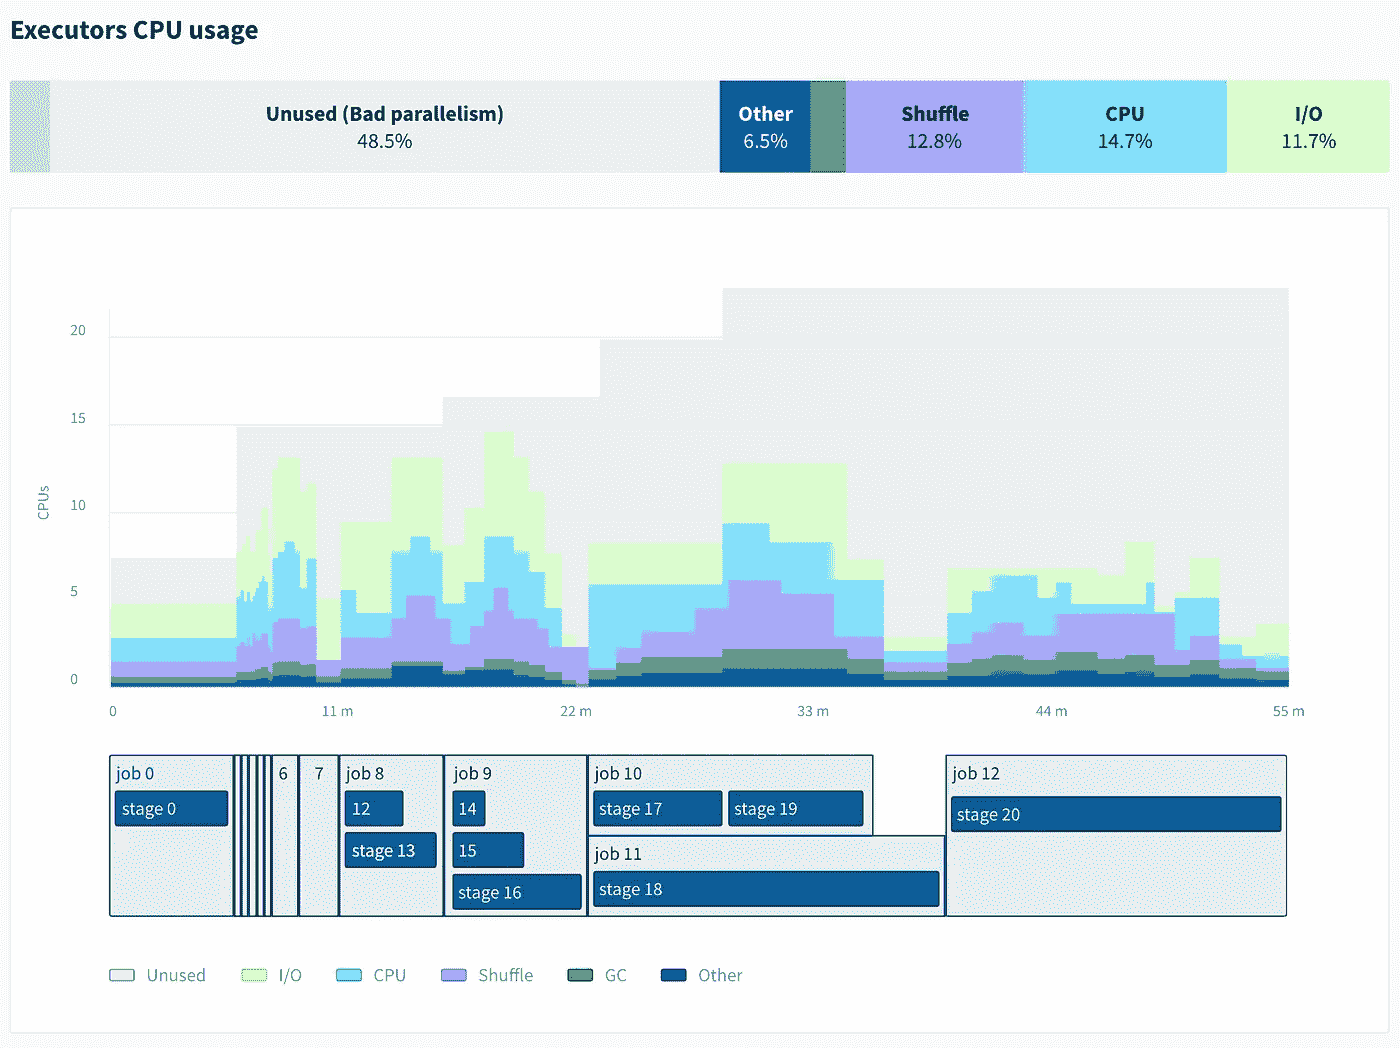 Executors CPU usage
Unused (Bad parallelism)
48.5%
Other
6.5%
Shuffle
12.8%
CPU
14.7%
I/O
11.7%
CPUs
20
15
10
5
0
0
11 m
22 m
33 m
44 m
55 m
job 0
stage 0
6
7
job 8
12
stage 13
job 9
14
15
stage 16
job 10
stage 17
stage 19
job 11
stage 18
job 12
stage 20
Unused
I/O
CPU
Shuffle
GC
Other